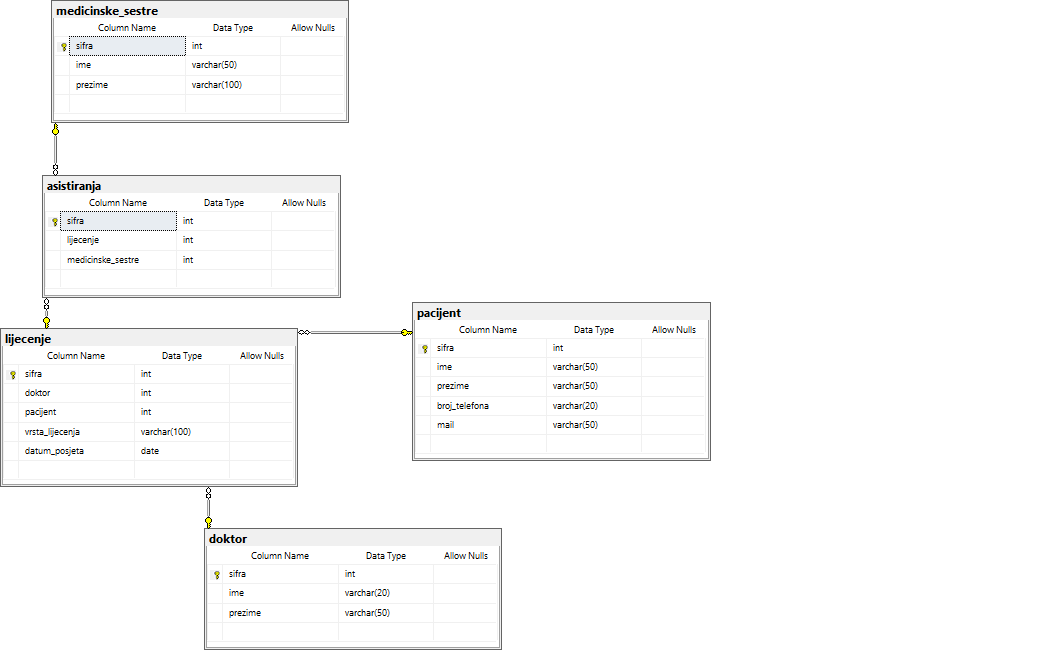 medicinske_sestre
Column Name Data Type Allow Nulls
sifra int
ime varchar(50)
prezime varchar(100)
asistiranja
Column Name Data Type Allow Nulls
sifra int
lijecenje int
medicinske_sestre int
lijecenje
Column Name Data Type Allow Nulls
sifra int
doktor int
pacijent int
vrsta_lijecenja varchar(100)
datum_posjeta date
pacijent
Column Name Data Type Allow Nulls
sifra int
ime varchar(50)
prezime varchar(50)
broj_telefona varchar(20)
mail varchar(50)
doktor
Column Name Data Type Allow Nulls
sifra int
ime varchar(20)
prezime varchar(50)